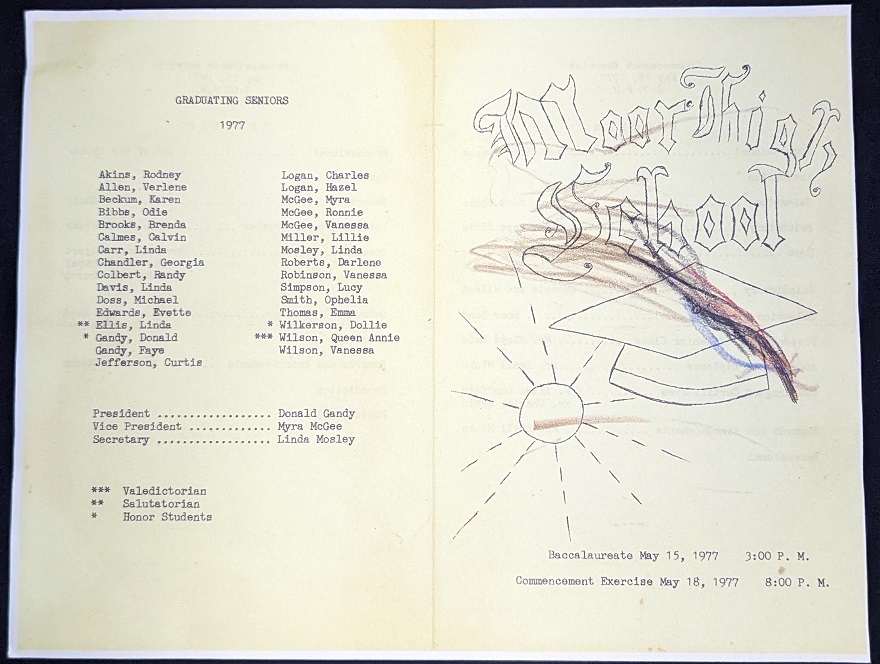 GRADUATING SENIORS
1977
Akins, Rodney
Allen, Verlene
Beckum, Karen
Bibbs, Odie
Brooks, Brenda
Calmes, Calvin
Carr, Linda
Chandler, Georgia
Colbert, Randy
Davis, Linda
Doss, Michael
Edwards, Evette
** Ellis, Linda
* Gandy, Donald
Gandy, Faye
Jefferson, Curtis
Logan, Charles
Logan, Hazel
McGee, Myra
McGee, Ronnie
McGee, Vanessa
Miller, Lillie
Mosley, Linda
Roberts, Darlene
Robinson, Vanessa
Simpson, Lucy
Smith, Ophelia
Thomas, Emma
* Wilkerson, Dollie
*** Wilson, Queen Annie
Wilson, Vanessa
President .................. Donald Gandy
Vice President ............. Myra McGee
Secretary .................. Linda Mosley
*** Valedictorian
** Salutatorian
* Honor Students
Moor High
School
Baccalaureate May 15, 1977 3:00 P. M.
Commencement Exercise May 18, 1977 8:00 P. M.